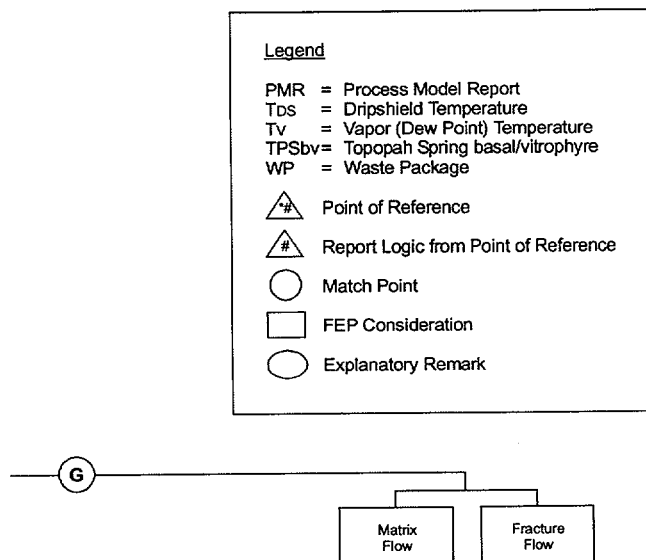 Legend
PMR = Process Model Report
TDS = Dripshield Temperature
TV = Vapor (Dew Point) Temperature
TPSbv= Topopah Spring basal/vitrophyre
WP = Waste Package
*# Point of Reference
# Report Logic from Point of Reference
Match Point
FEP Consideration
Explanatory Remark
G
Matrix
Flow
Fracture
Flow